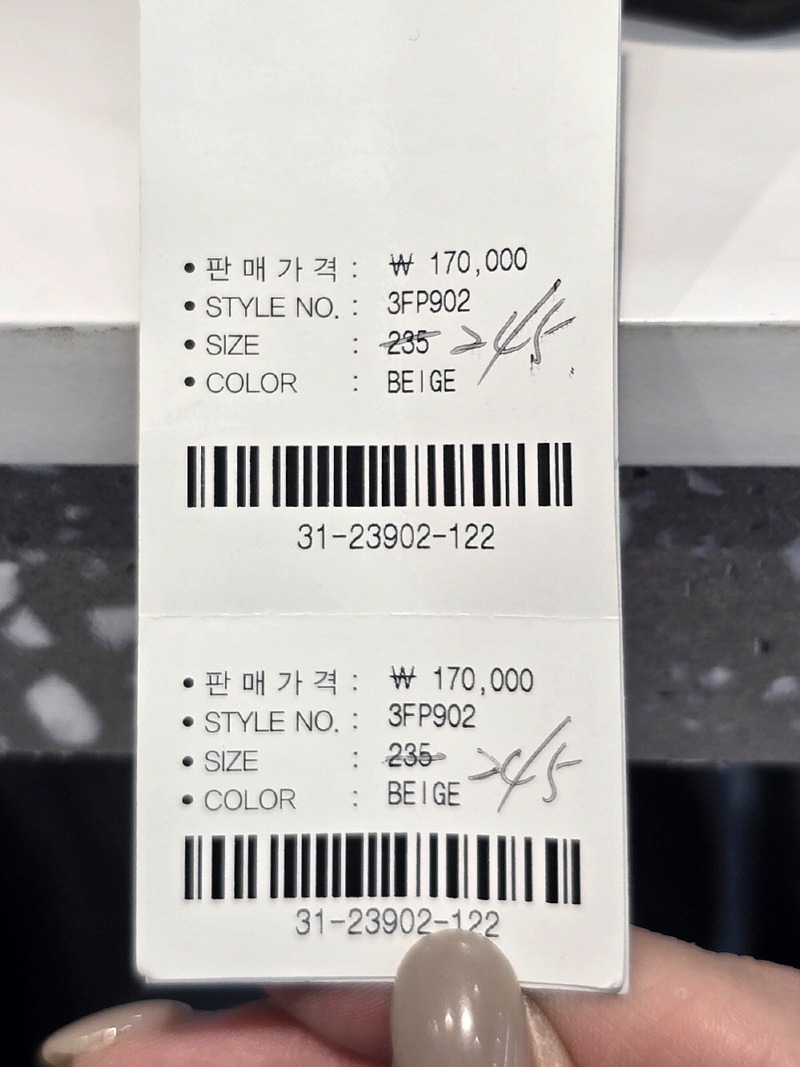 • 판매가격 : ₩ 170,000
• STYLE NO. : 3FP902
• SIZE : 235 245
• COLOR : BEIGE
31-23902-122
• 판매가격 : ₩ 170,000
• STYLE NO. : 3FP902
• SIZE : 235 245
• COLOR : BEIGE
31-23902-122